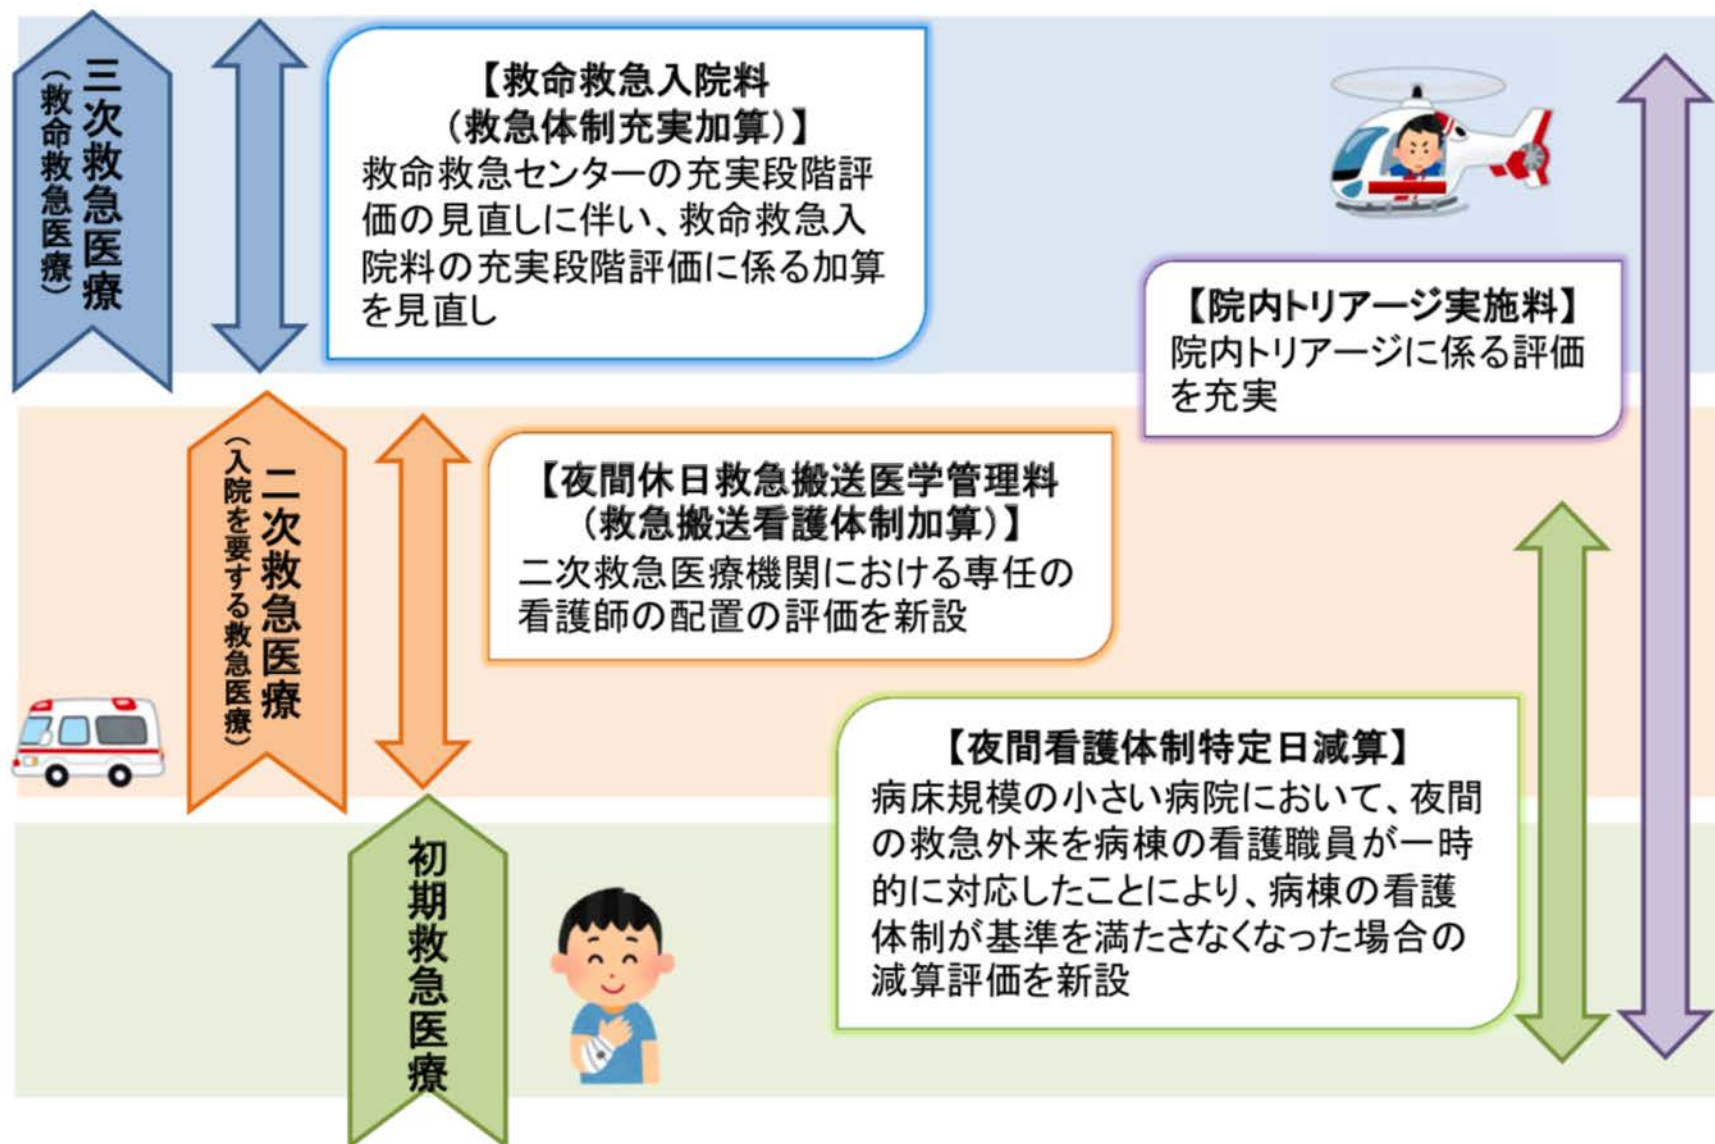 三次救急医療
（救命救急医療）
【救命救急入院料
（救急体制充実加算）】
救命救急センターの充実段階評
価の見直しに伴い、救命救急入
院料の充実段階評価に係る加算
を見直し
【院内トリアージ実施料】
院内トリアージに係る評価
を充実
二次救急医療
（入院を要する救急医療）
【夜間休日救急搬送医学管理料
（救急搬送看護体制加算）】
二次救急医療機関における専任の
看護師の配置の評価を新設
初期救急医療
【夜間看護体制特定日減算】
病床規模の小さい病院において、夜間
の救急外来を病棟の看護職員が一時
的に対応したことにより、病棟の看護
体制が基準を満たさなくなった場合の
減算評価を新設